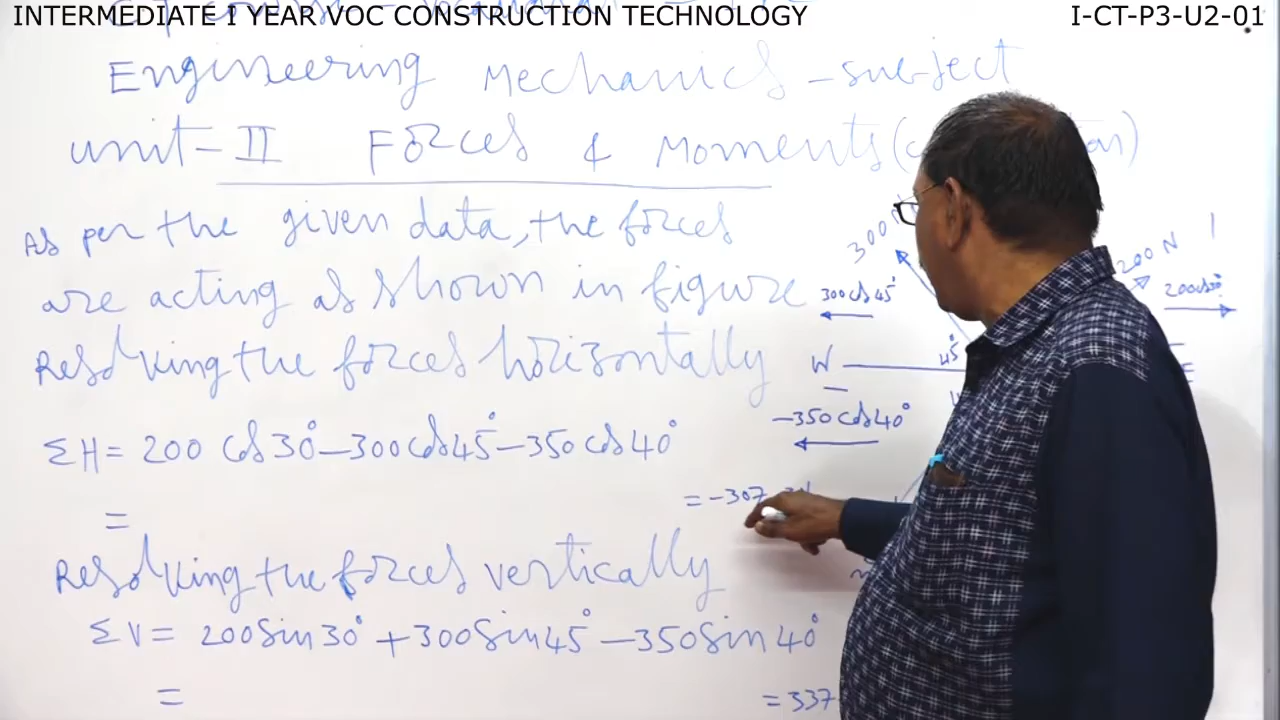 INTERMEDIATE I YEAR VOC CONSTRUCTION TECHNOLOGY
I-CT-P3-U2-01
Engineering Mechanics - subject
unit - II Forces & Moments
As per the given data, the forces
are acting as shown in figure
Resolving the forces horizontally
ΣH = 200 cos 30° - 300 cos 45° - 350 cos 40°
= -307
=
Resolving the forces vertically
ΣV = 200 Sin 30° + 300 Sin 45° - 350 Sin 40°
=
= 337
300
200 N
300 cos 45°
200 cos 30°
W
45°
-350 cos 40°